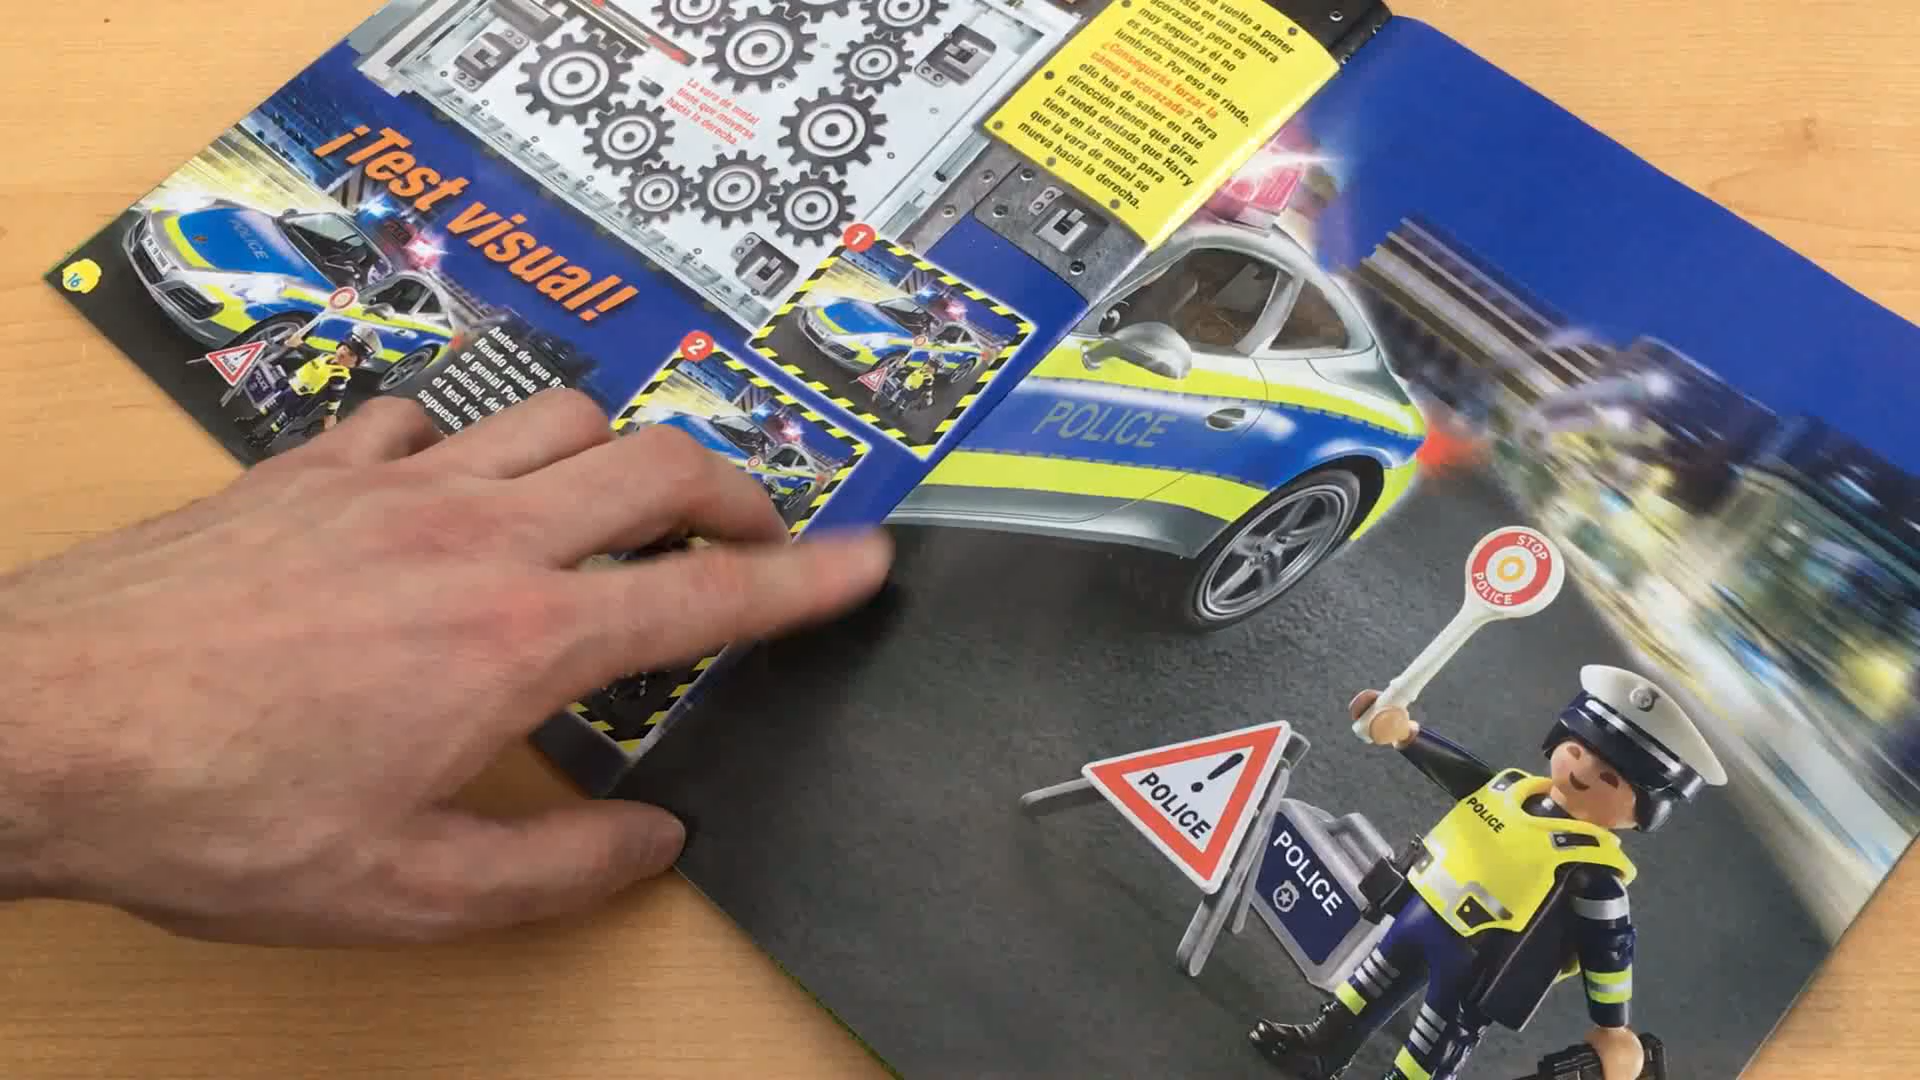 vuelto a poner
ista en una cámara
acorazada, pero es
muy segura y él no
es precisamente un
lumbrera. Por eso se rinde.
¿Conseguirás forzar la
cámara acorazada? Para
ello has de saber en qué
dirección tienes que girar
la rueda dentada que Harry
tiene en las manos para
que la vara de metal se
mueva hacia la derecha.
La vara de metal
tiene que moverse
hacia la derecha.
¡Test visual!
16
POLICE
1
2
Antes de que
Raudo pueda
el genial Por
policial, de
el test vis
supuesto
POLICE
STOP
POLICE
POLICE
POLICE
POLICE